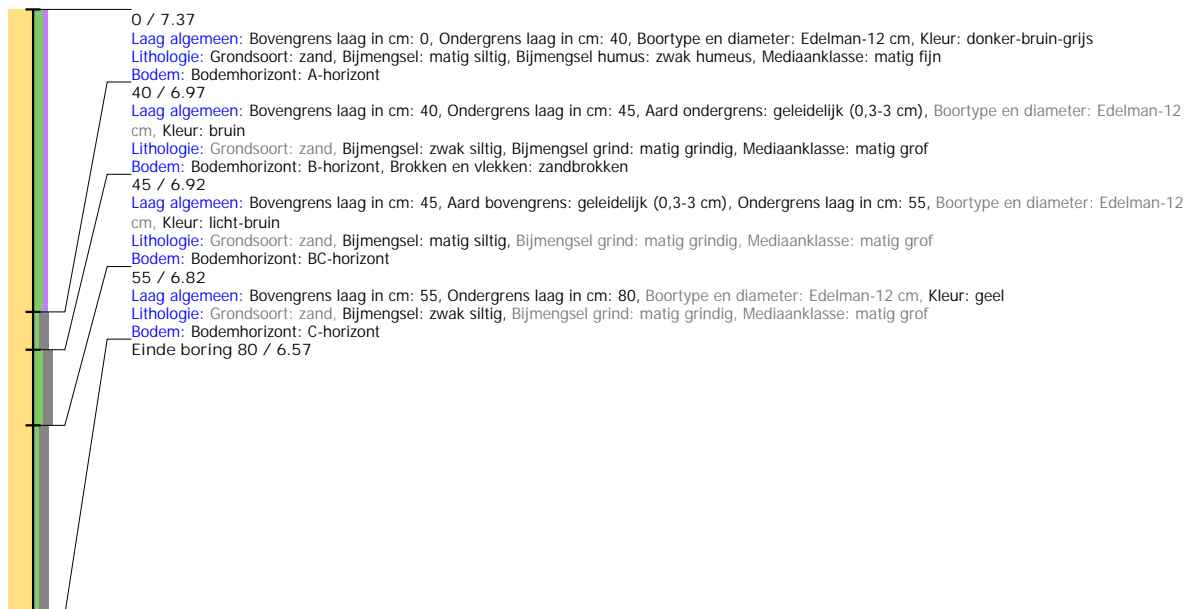 0 / 7.37
Laag algemeen: Bovengrens laag in cm: 0, Ondergrens laag in cm: 40, Boortype en diameter: Edelman-12 cm, Kleur: donker-bruin-grijs
Lithologie: Grondsoort: zand, Bijmengsel: matig siltig, Bijmengsel humus: zwak humeus, Mediaanklasse: matig fijn
Bodem: Bodemhorizont: A-horizont
40 / 6.97
Laag algemeen: Bovengrens laag in cm: 40, Ondergrens laag in cm: 45, Aard ondergrens: geleidelijk (0,3-3 cm), Boortype en diameter: Edelman-12
cm, Kleur: bruin
Lithologie: Grondsoort: zand, Bijmengsel: zwak siltig, Bijmengsel grind: matig grindig, Mediaanklasse: matig grof
Bodem: Bodemhorizont: B-horizont, Brokken en vlekken: zandbrokken
45 / 6.92
Laag algemeen: Bovengrens laag in cm: 45, Aard bovengrens: geleidelijk (0,3-3 cm), Ondergrens laag in cm: 55, Boortype en diameter: Edelman-12
cm, Kleur: licht-bruin
Lithologie: Grondsoort: zand, Bijmengsel: matig siltig, Bijmengsel grind: matig grindig, Mediaanklasse: matig grof
Bodem: Bodemhorizont: BC-horizont
55 / 6.82
Laag algemeen: Bovengrens laag in cm: 55, Ondergrens laag in cm: 80, Boortype en diameter: Edelman-12 cm, Kleur: geel
Lithologie: Grondsoort: zand, Bijmengsel: zwak siltig, Bijmengsel grind: matig grindig, Mediaanklasse: matig grof
Bodem: Bodemhorizont: C-horizont
Einde boring 80 / 6.57